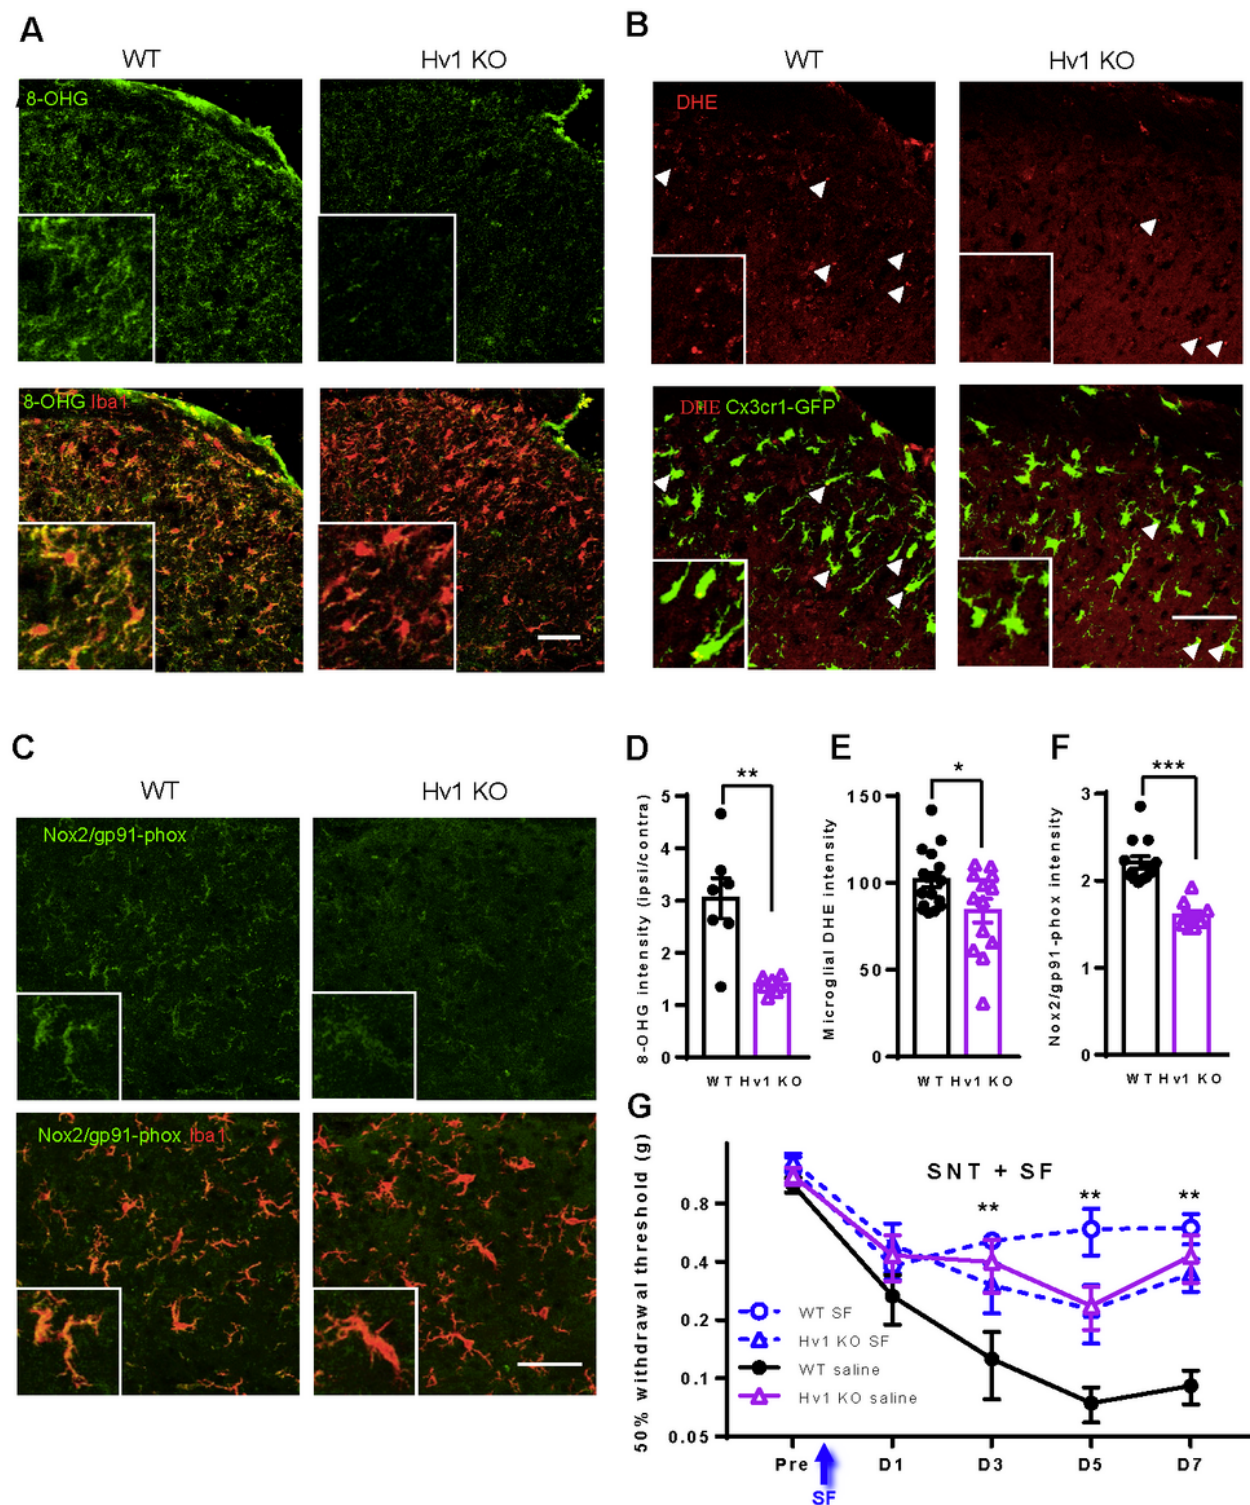 A
WT
Hv1 KO
8-OHG
8-OHG Iba1
B
WT
Hv1 KO
DHE
DHE Cx3cr1-GFP
C
WT
Hv1 KO
Nox2/gp91-phox
Nox2/gp91-phox Iba1
D
**
8-OHG intensity (ipsi/contra)
5
4
3
2
1
0
WT Hv1 KO
E
*
Microglial DHE intensity
150
100
50
0
WT Hv1 KO
F
***
Nox2/gp91-phox intensity
3
2
1
0
WT Hv1 KO
G
SNT + SF
** ** **
50% withdrawal threshold (g)
0.8
0.4
0.2
0.1
0.05
WT SF
Hv1 KO SF
WT saline
Hv1 KO saline
Pre D1 D3 D5 D7
SF